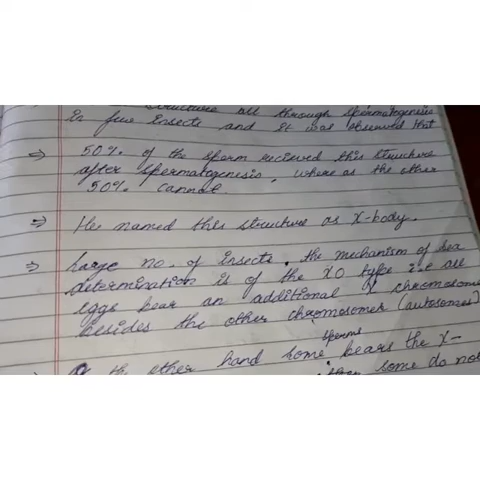 structure all through spermatogenesis
in few insects and it was observed that
⇒ 50% of the sperm recieved this structure
after spermatogenesis, where as the other
50% cannot
⇒ He named this structure as X-body.
⇒ Large no. of insects. the mechanism of sex
determination is of the XO type i.e all
eggs bear an additional X chromosome
besides the other chromosomes (autosomes)
the other hand some sperms bears the X-
some do not